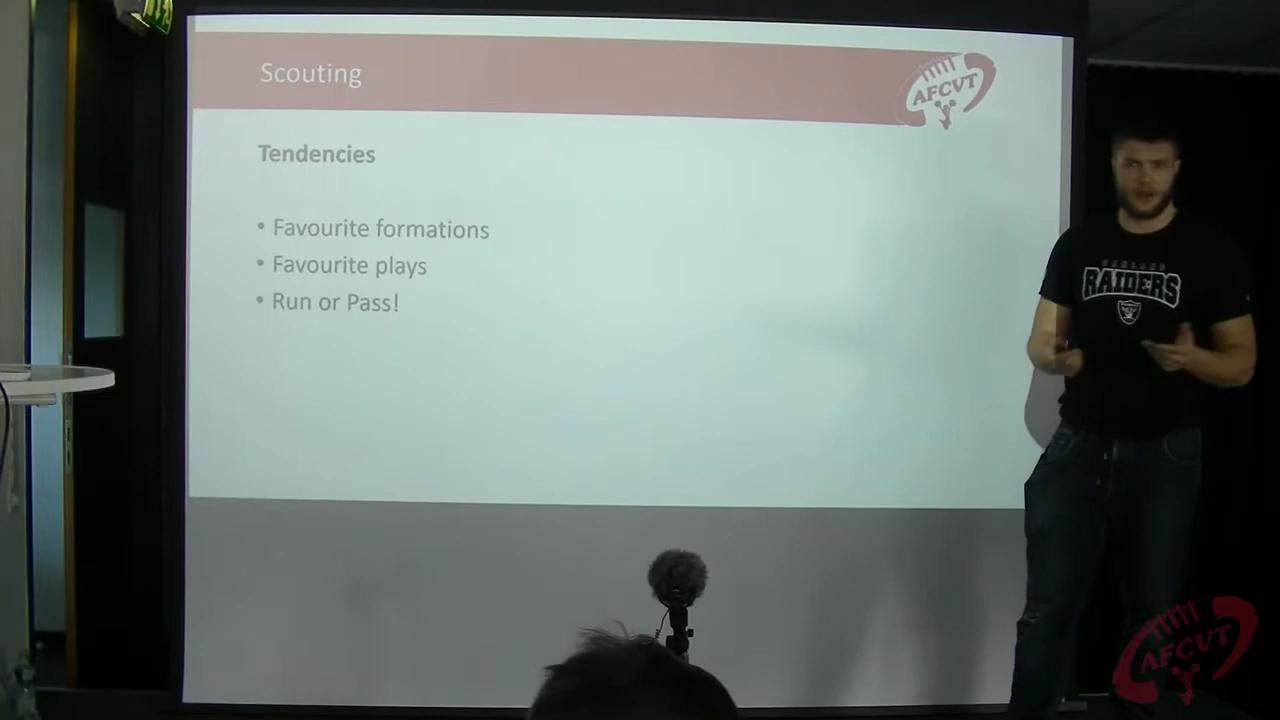 Scouting
AFCVT
Tendencies
• Favourite formations
• Favourite plays
• Run or Pass!
RAIDERS
AFCVT